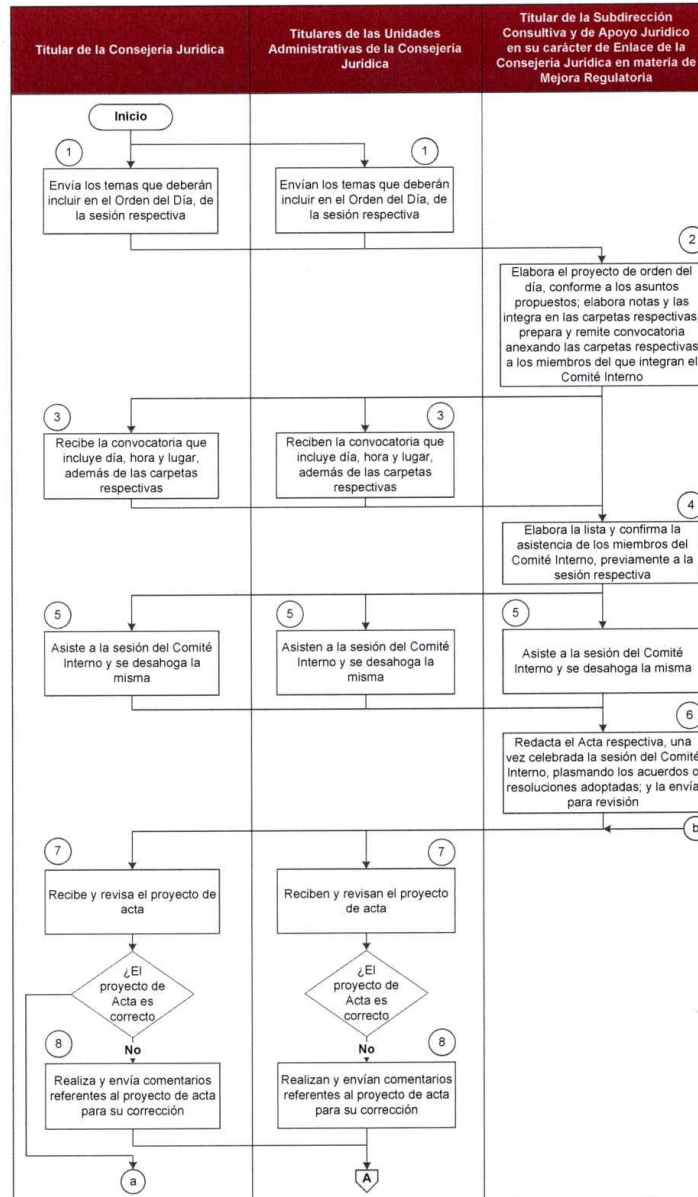 Titular de la Consejería Jurídica
Titulares de las Unidades
Administrativas de la Consejería
Jurídica
Titular de la Subdirección
Consultiva y de Apoyo Jurídico
en su carácter de Enlace de la
Consejería Jurídica en materia de
Mejora Regulatoria
Inicio
1
Envía los temas que deberán
incluir en el Orden del Día, de
la sesión respectiva
1
Envían los temas que deberán
incluir en el Orden del Día, de
la sesión respectiva
2
Elabora el proyecto de orden del
día, conforme a los asuntos
propuestos; elabora notas y las
integra en las carpetas respectivas
prepara y remite convocatoria
anexando las carpetas respectivas
a los miembros del que integran el
Comité Interno
3
Recibe la convocatoria que
incluye día, hora y lugar,
además de las carpetas
respectivas
3
Reciben la convocatoria que
incluye día, hora y lugar,
además de las carpetas
respectivas
4
Elabora la lista y confirma la
asistencia de los miembros del
Comité Interno, previamente a la
sesión respectiva
5
Asiste a la sesión del Comité
Interno y se desahoga la
misma
5
Asisten a la sesión del Comité
Interno y se desahoga la
misma
5
Asiste a la sesión del Comité
Interno y se desahoga la misma
6
Redacta el Acta respectiva, una
vez celebrada la sesión del Comité
Interno, plasmando los acuerdos o
resoluciones adoptadas; y la envía
para revisión
b
7
Recibe y revisa el proyecto de
acta
7
Reciben y revisan el proyecto
de acta
¿El
proyecto de
Acta es
correcto
¿El
proyecto de
Acta es
correcto
No
No
8
Realiza y envía comentarios
referentes al proyecto de acta
para su corrección
8
Realizan y envían comentarios
referentes al proyecto de acta
para su corrección
a
A